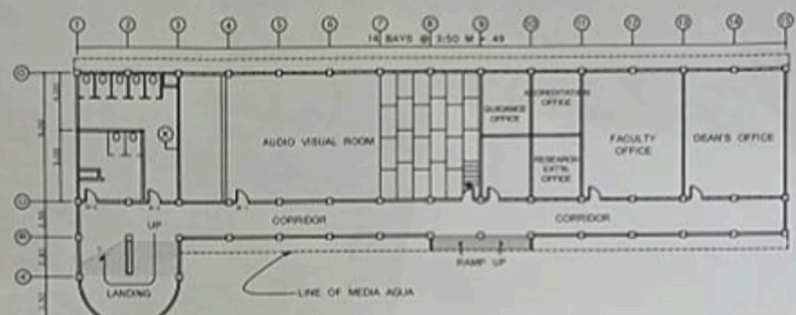 1 2 3 4 5 6 7 8 9 10 11 12 13 14 15
14 BAYS @ 3:50 M = 49
GUIDANCE
OFFICE
ACCREDITATION
OFFICE
AUDIO VISUAL ROOM
FACULTY
OFFICE
DEAN'S OFFICE
RESEARCH
EXTN.
OFFICE
UP
CORRIDOR
CORRIDOR
RAMP UP
LANDING
LINE OF MEDIA AGUA